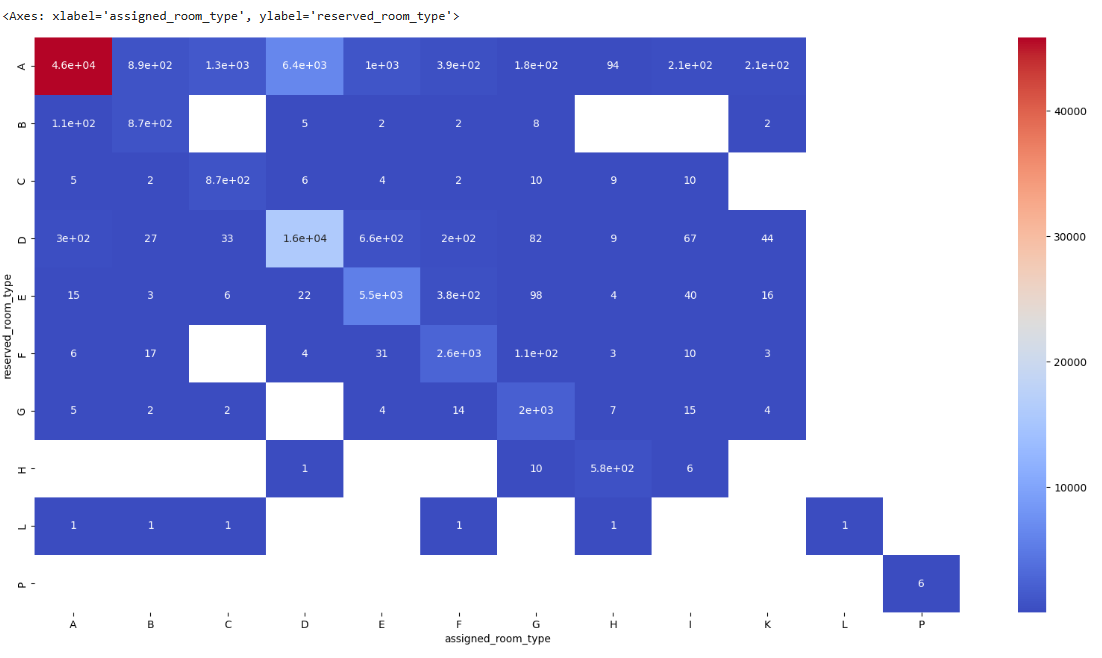 <Axes: xlabel='assigned_room_type', ylabel='reserved_room_type'>
A 4.6e+04 8.9e+02 1.3e+03 6.4e+03 1e+03 3.9e+02 1.8e+02 94 2.1e+02 2.1e+02
B 1.1e+02 8.7e+02 5 2 2 8 2
C 5 2 8.7e+02 6 4 2 10 9 10
D 3e+02 27 33 1.6e+04 6.6e+02 2e+02 82 9 67 44
E 15 3 6 22 5.5e+03 3.8e+02 98 4 40 16
F 6 17 4 31 2.6e+03 1.1e+02 3 10 3
G 5 2 2 4 14 2e+03 7 15 4
H 1 10 5.8e+02 6
L 1 1 1 1 1 1
P 6
A B C D E F G H I K L P
assigned_room_type
reserved_room_type
40000
30000
20000
10000